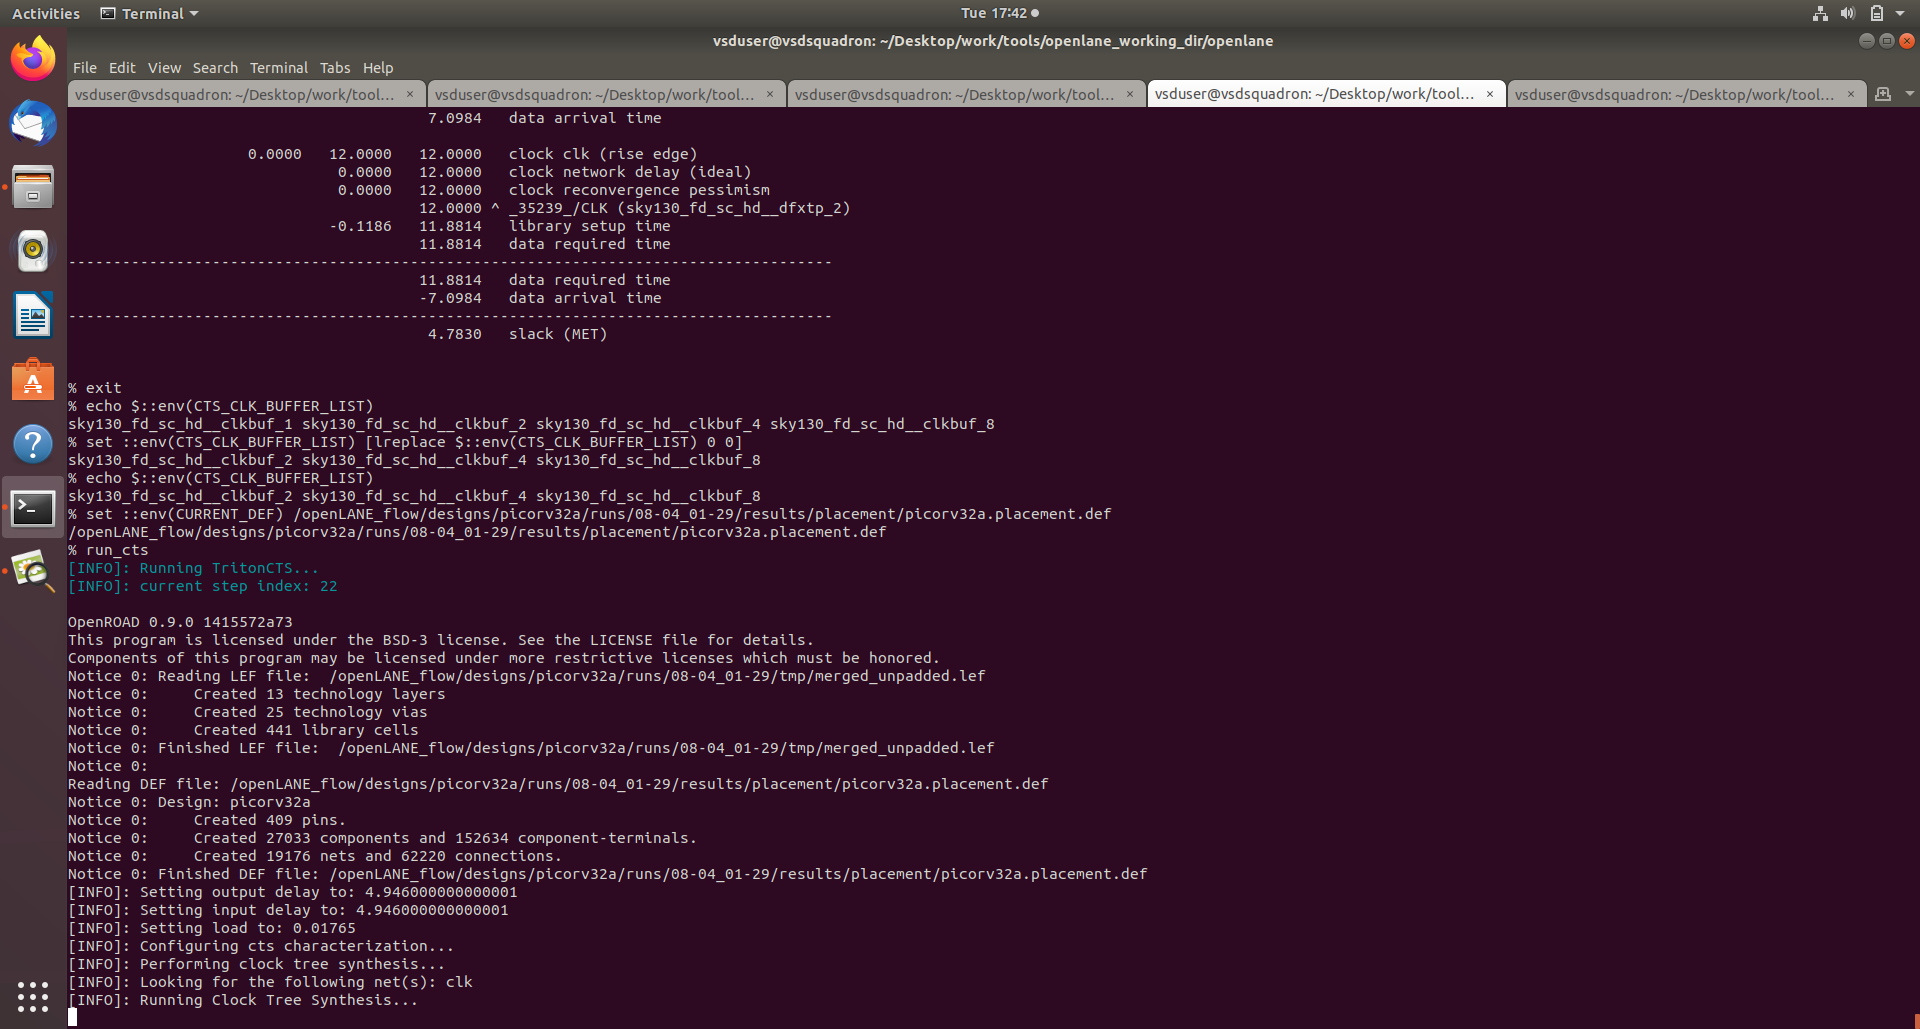 Activities Terminal Tue 17:42
vsduser@vsdsquadron: ~/Desktop/work/tools/openlane_working_dir/openlane
File Edit View Search Terminal Tabs Help
vsduser@vsdsquadron: ~/Desktop/work/tool... × vsduser@vsdsquadron: ~/Desktop/work/tool... × vsduser@vsdsquadron: ~/Desktop/work/tool... × vsduser@vsdsquadron: ~/Desktop/work/tool... × vsduser@vsdsquadron: ~/Desktop/work/tool... ×
7.0984 data arrival time
0.0000 12.0000 12.0000 clock clk (rise edge)
0.0000 12.0000 clock network delay (ideal)
0.0000 12.0000 clock reconvergence pessimism
12.0000 ^ _35239_/CLK (sky130_fd_sc_hd__dfxtp_2)
-0.1186 11.8814 library setup time
11.8814 data required time
-------------------------------------------------------------------------------------
11.8814 data required time
-7.0984 data arrival time
-------------------------------------------------------------------------------------
4.7830 slack (MET)
% exit
% echo $::env(CTS_CLK_BUFFER_LIST)
sky130_fd_sc_hd__clkbuf_1 sky130_fd_sc_hd__clkbuf_2 sky130_fd_sc_hd__clkbuf_4 sky130_fd_sc_hd__clkbuf_8
% set ::env(CTS_CLK_BUFFER_LIST) [lreplace $::env(CTS_CLK_BUFFER_LIST) 0 0]
sky130_fd_sc_hd__clkbuf_2 sky130_fd_sc_hd__clkbuf_4 sky130_fd_sc_hd__clkbuf_8
% echo $::env(CTS_CLK_BUFFER_LIST)
sky130_fd_sc_hd__clkbuf_2 sky130_fd_sc_hd__clkbuf_4 sky130_fd_sc_hd__clkbuf_8
% set ::env(CURRENT_DEF) /openLANE_flow/designs/picorv32a/runs/08-04_01-29/results/placement/picorv32a.placement.def
/openLANE_flow/designs/picorv32a/runs/08-04_01-29/results/placement/picorv32a.placement.def
% run_cts
[INFO]: Running TritonCTS...
[INFO]: current step index: 22
OpenROAD 0.9.0 1415572a73
This program is licensed under the BSD-3 license. See the LICENSE file for details.
Components of this program may be licensed under more restrictive licenses which must be honored.
Notice 0: Reading LEF file:  /openLANE_flow/designs/picorv32a/runs/08-04_01-29/tmp/merged_unpadded.lef
Notice 0:     Created 13 technology layers
Notice 0:     Created 25 technology vias
Notice 0:     Created 441 library cells
Notice 0: Finished LEF file:  /openLANE_flow/designs/picorv32a/runs/08-04_01-29/tmp/merged_unpadded.lef
Notice 0:
Reading DEF file: /openLANE_flow/designs/picorv32a/runs/08-04_01-29/results/placement/picorv32a.placement.def
Notice 0: Design: picorv32a
Notice 0:     Created 409 pins.
Notice 0:     Created 27033 components and 152634 component-terminals.
Notice 0:     Created 19176 nets and 62220 connections.
Notice 0: Finished DEF file: /openLANE_flow/designs/picorv32a/runs/08-04_01-29/results/placement/picorv32a.placement.def
[INFO]: Setting output delay to: 4.946000000000001
[INFO]: Setting input delay to: 4.946000000000001
[INFO]: Setting load to: 0.01765
[INFO]: Configuring cts characterization...
[INFO]: Performing clock tree synthesis...
[INFO]: Looking for the following net(s): clk
[INFO]: Running Clock Tree Synthesis...